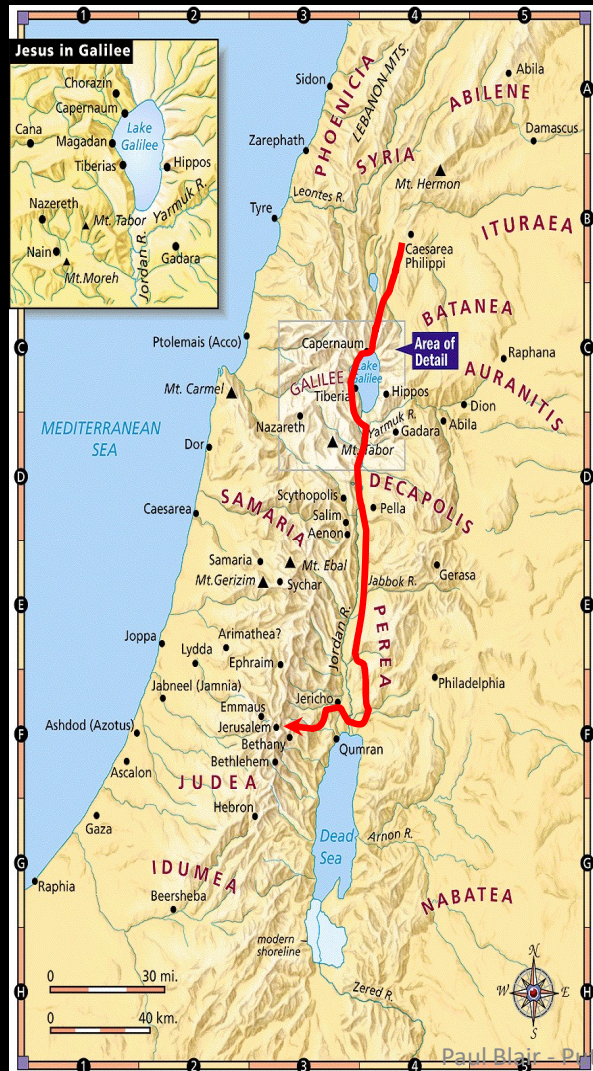 1
2
3
4
5
Jesus in Galilee
Chorazin
Capernaum
Cana
Lake
Galilee
Magadan
Tiberias
Hippos
Nazereth
Mt. Tabor
Yarmuk R.
Nain
Mt.Moreh
Jordan R.
Gadara
A
Sidon
PHOENICIA
LEBANON MTS.
Abila
ABILENE
Damascus
Zarephath
SYRIA
Mt. Hermon
Leontes R.
B
Tyre
ITURAEA
Caesarea
Philippi
BATANEA
C
Ptolemais (Acco)
Capernaum
Area of
Detail
Raphana
Lake
Galilee
AURANITIS
Mt. Carmel
GALILEE
Tiberia
Hippos
Dion
Nazareth
Yarmuk R.
Abila
Gadara
MEDITERRANEAN
SEA
Dor
Mt. Tabor
D
DECAPOLIS
Scythopolis
Caesarea
SAMARIA
Salim
Pella
Aenon
Samaria
Mt. Ebal
Mt.Gerizim
Sychar
Jabbok R.
Gerasa
E
PEREA
Jordan R.
Joppa
Arimathea?
Lydda
Ephraim
Jabneel (Jamnia)
Philadelphia
Emmaus
Jericho
Ashdod (Azotus)
Jerusalem
F
Bethany
Qumran
Bethlehem
Ascalon
JUDEA
Hebron
Gaza
Dead
Sea
Arnon R.
G
IDUMEA
Raphia
Beersheba
NABATEA
modern
shoreline
0
30 mi.
Zered R.
H
0
40 km.
N
W
E
S
Paul Blair -
1
2
3
4
5